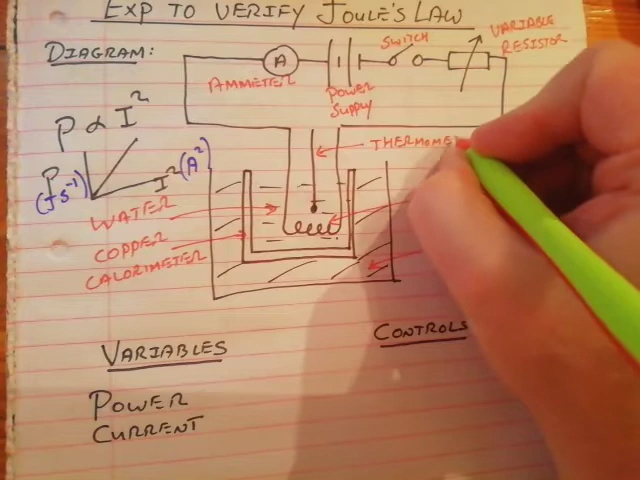 EXP TO VERIFY JOULE'S LAW
DIAGRAM:
AMMETER
A
POWER
SUPPLY
SWITCH
VARIABLE
RESISTOR
P ∝ I²
P
(Js⁻¹)
I² (A²)
THERMOME
WATER
COPPER
CALORIMETER
VARIABLES
POWER
CURRENT
CONTROLS